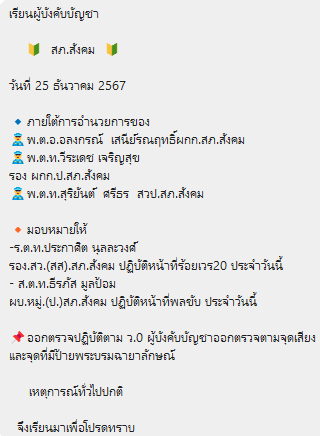 เรียนผู้บังคับบัญชา
🔰 สภ.สังคม 🔰
วันที่ 25 ธันวาคม 2567
🔹ภายใต้การอำนวยการของ
👮พ.ต.อ.อลงกรณ์ เสนีย์รณฤทธิ์ผกก.สภ.สังคม
👮พ.ต.ท.วีระเดช เจริญสุข
รอง ผกก.ป.สภ.สังคม
👮พ.ต.ท.สุริยันต์ ศรีธร สวป.สภ.สังคม
🔸มอบหมายให้
-ร.ต.ท.ประกาศิต นุลละวงศ์
รอง.สว.(สส).สภ.สังคม ปฏิบัติหน้าที่ร้อยเวร20 ประจำวันนี้
- ส.ต.ท.ธีรภัส มูลป้อม
ผบ.หมู่.(ป.)สภ.สังคม ปฏิบัติหน้าที่พลขับ ประจำวันนี้
📌ออกตรวจปฏิบัติตาม ว.0 ผู้บังคับบัญชาออกตรวจตามจุดเสี่ยง
และจุดที่มีป้ายพระบรมฉายาลักษณ์
เหตุการณ์ทั่วไปปกติ
จึงเรียนมาเพื่อโปรดทราบ